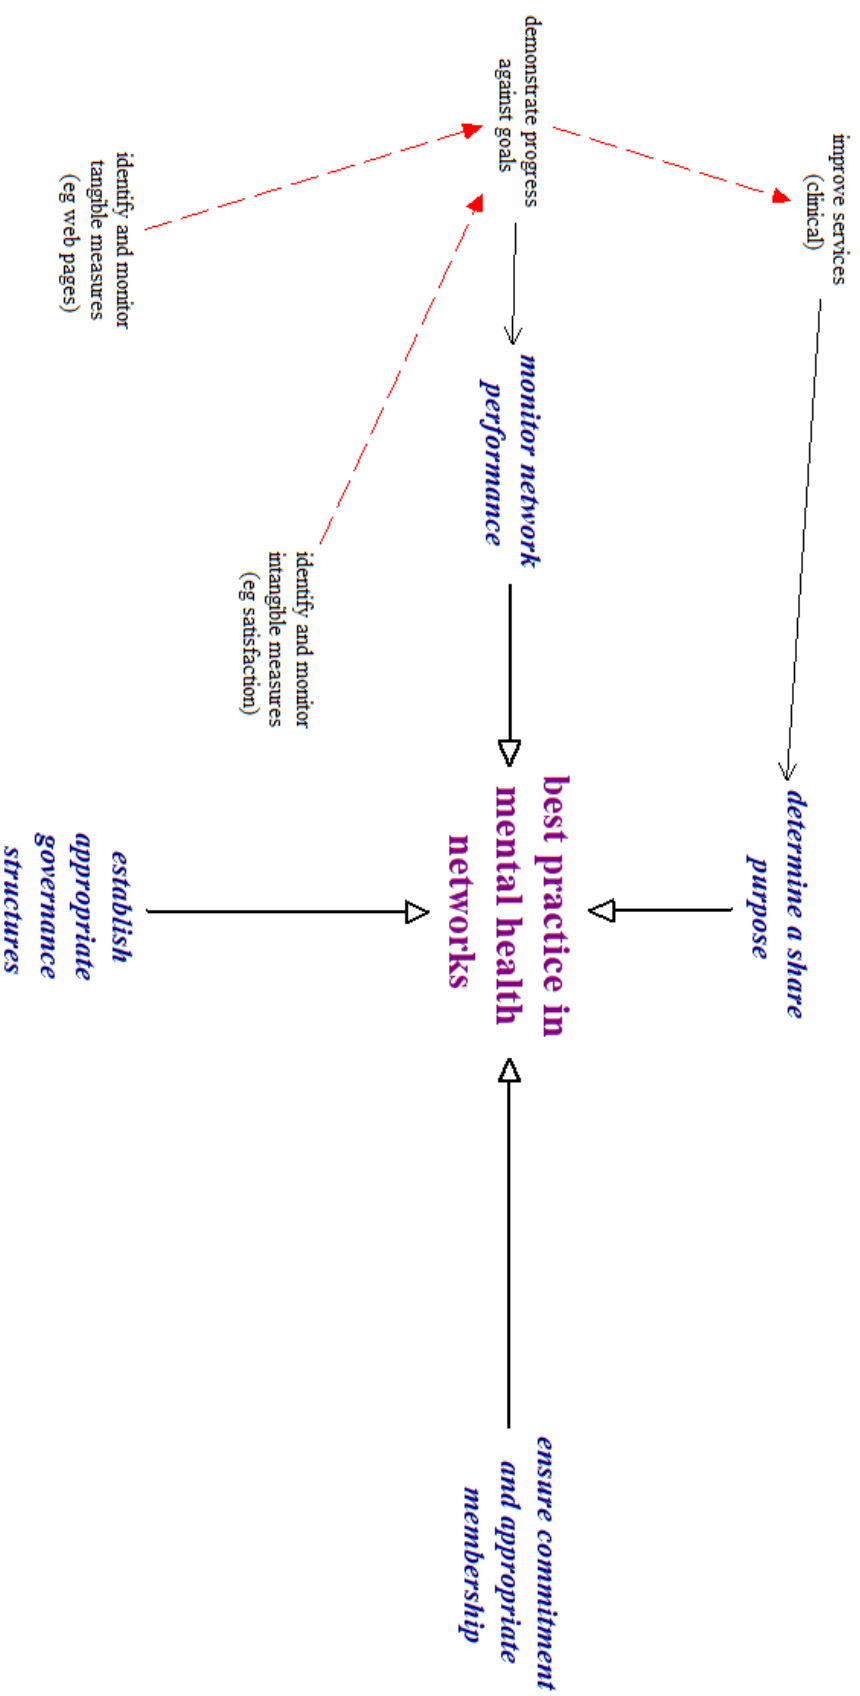 improve services
(clinical)
determine a share
purpose
demonstrate progress
against goals
monitor network
performance
best practice in
mental health
networks
ensure commitment
and appropriate
membership
identify and monitor
intangible measures
(eg satisfaction)
identify and monitor
tangible measures
(eg web pages)
establish
appropriate
governance
structures